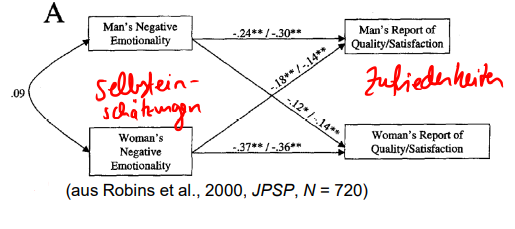 A
Man's Negative
Emotionality
-.24** / -.30**
Man's Report of
Quality/Satisfaction
-.18** / -.14**
.09
Selbstein-
schätzungen
Zufriedenheiten
-.12* / -.14**
Woman's
Negative
Emotionality
-.37** / -.36**
Woman's Report of
Quality/Satisfaction
(aus Robins et al., 2000, JPSP, N = 720)